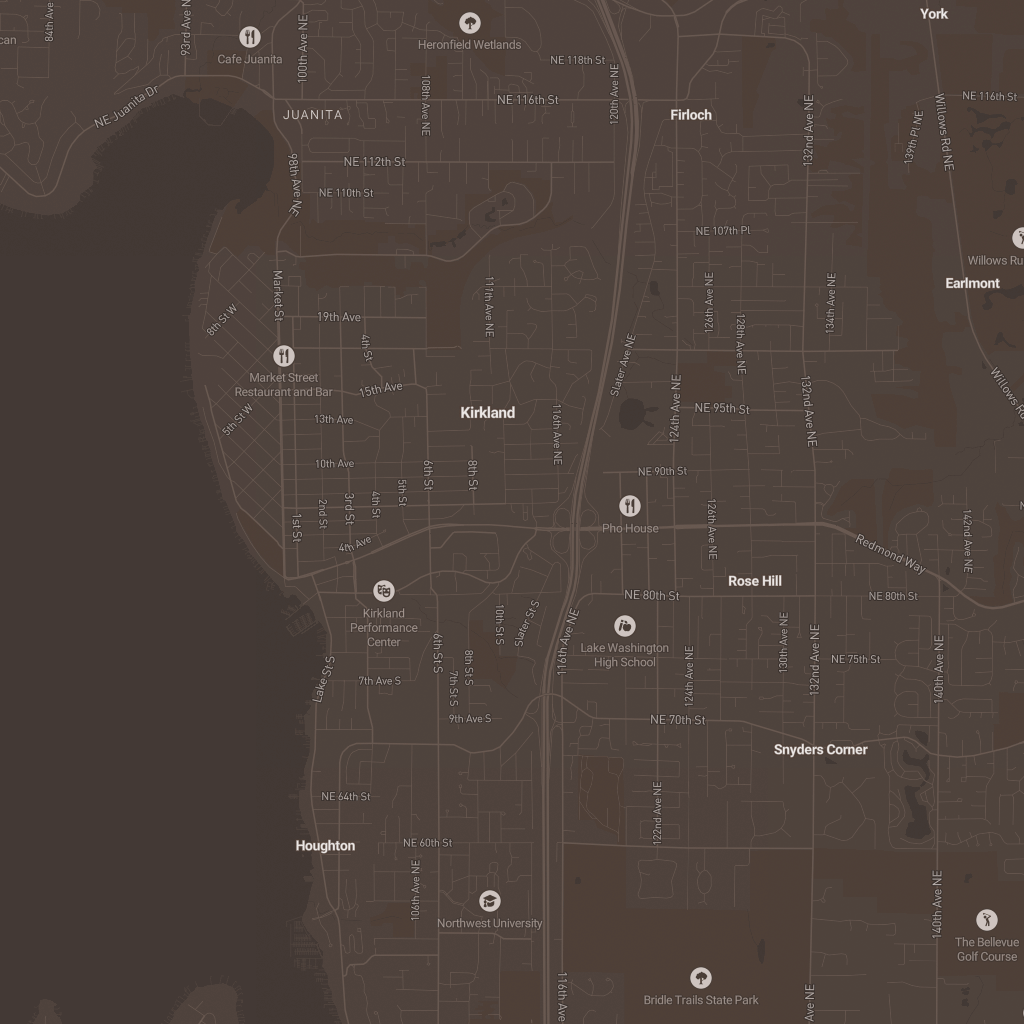 York
84th Ave
93rd Ave N
100th Ave NE
can
Cafe Juanita
Heronfield Wetlands
NE 118th St
120th Ave NE
NE Juanita Dr
108th Ave NE
NE 116th St
NE 116th St
JUANITA
Firloch
132nd Ave NE
139th Pl NE
Willows Rd NE
98th Ave NE
NE 112th St
NE 110th St
NE 107th Pl
Willows Ru
Earlmont
Market St
111th Ave NE
126th Ave NE
134th Ave NE
8th St W
19th Ave
4th St
128th Ave NE
Slater Ave NE
Market Street
Restaurant and Bar
15th Ave
Willows Rd
5th St W
13th Ave
Kirkland
116th Ave NE
124th Ave NE
NE 95th St
132nd Ave NE
10th Ave
6th St
8th St
NE 90th St
1st St
2nd St
3rd St
4th St
5th St
Pho House
126th Ave NE
142nd Ave NE
N
4th Ave
Redmond Way
Rose Hill
Kirkland
Performance
Center
NE 80th St
NE 80th St
10th St S
Slater St S
116th Ave NE
Lake Washington
High School
6th St S
8th St S
7th St S
130th Ave NE
132nd Ave NE
NE 75th St
140th Ave NE
124th Ave NE
Lake St S
7th Ave S
9th Ave S
NE 70th St
Snyders Corner
NE 64th St
122nd Ave NE
Houghton
NE 60th St
106th Ave NE
Northwest University
140th Ave NE
The Bellevue
Golf Course
116th Ave
Bridle Trails State Park
Ave NE